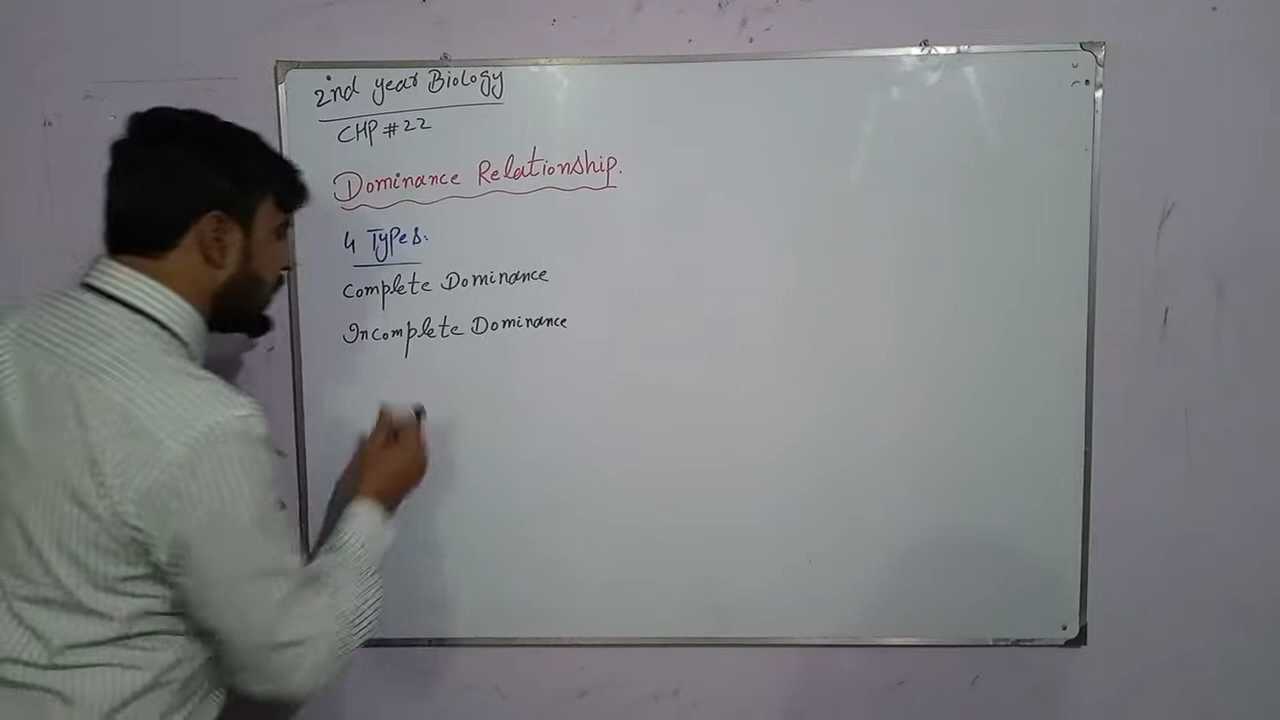 2nd year Biology
CHP # 22
Dominance Relationship.
4 Types:
Complete Dominance
Incomplete Dominance